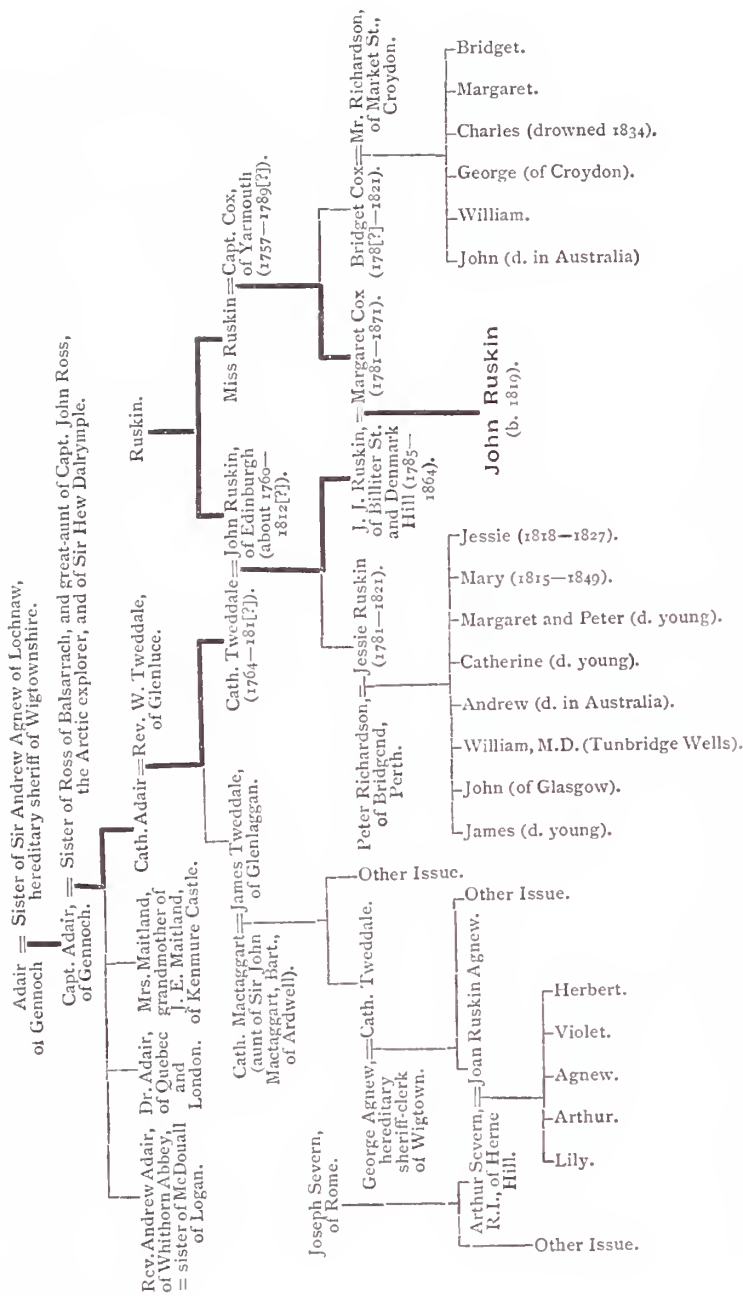 Adair = Sister of Sir Andrew Agnew of Lochnaw,
of Gennoch hereditary sheriff of Wigtownshire.
Capt. Adair, = Sister of Ross of Balsarrach, and great-aunt of Capt. John Ross,
of Gennoch. the Arctic explorer, and of Sir Hew Dalrymple.
Rev. Andrew Adair,
of Whithorn Abbey,
= sister of McDouall
of Logan.
Dr. Adair,
of Quebec
and
London.
Mrs. Maitland,
grandmother of
J. E. Maitland,
of Kenmure Castle.
Cath. Adair = Rev. W. Tweddale,
of Glenluce.
Ruskin.
Cath. Mactaggart = James Tweddale,
(aunt of Sir John of Glenlaggan.
Mactaggart, Bart.,
of Ardwell).
Cath. Tweddale = John Ruskin,
(1764—181[?]). of Edinburgh
(about 1760—
1812[?]).
Miss Ruskin = Capt. Cox,
of Yarmouth
(1757—1789[?]).
Joseph Severn,
of Rome.
George Agnew, = Cath. Tweddale.
hereditary
sheriff-clerk
of Wigtown.
Other Issue.
Peter Richardson, = Jessie Ruskin
of Bridgend, (1781—1821).
Perth.
J. J. Ruskin, = Margaret Cox
of Billiter St. (1781—1871).
and Denmark
Hill (1785—
1864).
Bridget Cox = Mr. Richardson,
(178[?]—1821). of Market St.,
Croydon.
Other Issue.
Arthur Severn, = Joan Ruskin Agnew.
R.I., of Herne
Hill.
Other Issue.
Lily.
Arthur.
Agnew.
Violet.
Herbert.
James (d. young).
John (of Glasgow).
William, M.D. (Tunbridge Wells).
Andrew (d. in Australia).
Catherine (d. young).
Margaret and Peter (d. young).
Mary (1815—1849).
Jessie (1818—1827).
John Ruskin
(b. 1819).
John (d. in Australia)
William.
George (of Croydon).
Charles (drowned 1834).
Margaret.
Bridget.